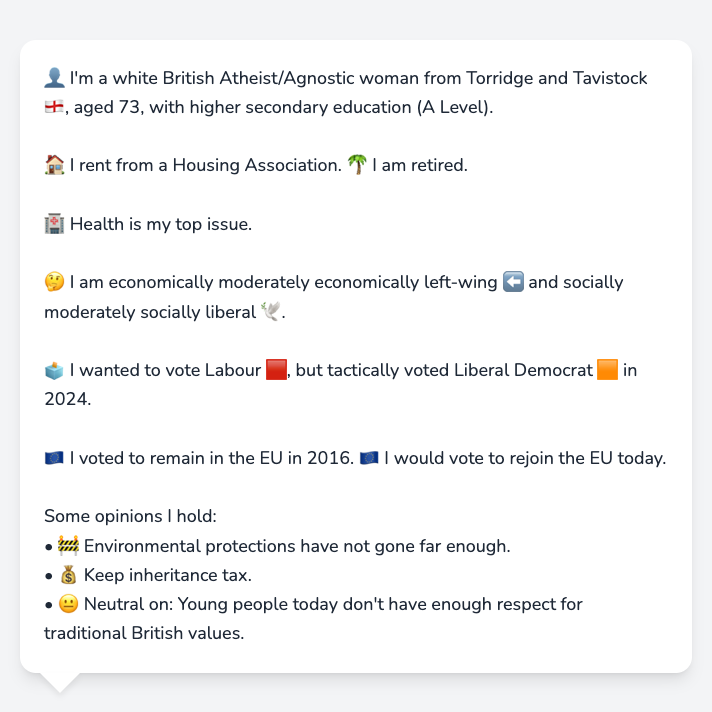 👤 I'm a white British Atheist/Agnostic woman from Torridge and Tavistock
🏴󠁧󠁢󠁥󠁮󠁧󠁿, aged 73, with higher secondary education (A Level).
🏠 I rent from a Housing Association. 🌴 I am retired.
🏥 Health is my top issue.
🤔 I am economically moderately economically left-wing ⬅️ and socially
moderately socially liberal 🕊️.
🗳️ I wanted to vote Labour 🟥, but tactically voted Liberal Democrat 🟧 in
2024.
🇪🇺 I voted to remain in the EU in 2016. 🇪🇺 I would vote to rejoin the EU today.
Some opinions I hold:
• 🚧 Environmental protections have not gone far enough.
• 💰 Keep inheritance tax.
• 😐 Neutral on: Young people today don't have enough respect for
traditional British values.